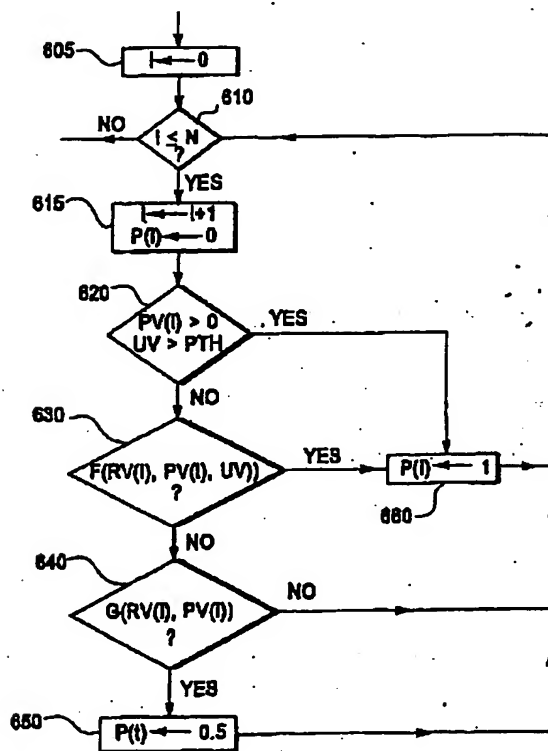 605
I ← 0
610
NO
I ≤ N
?
YES
615
I ← I+1
P(I) ← 0
620
PV(I) > 0
UV > PTH
YES
NO
630
F(RV(I), PV(I), UV))
?
YES
P(I) ← 1
660
NO
640
G(RV(I), PV(I))
?
NO
YES
650
P(t) ← 0.5